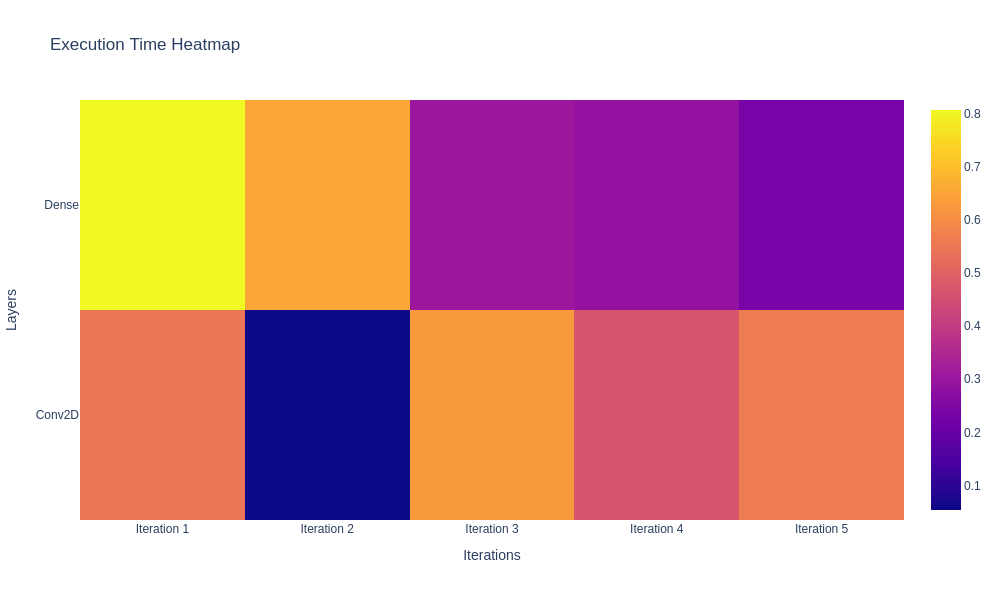 Execution Time Heatmap
Layers
Dense
Conv2D
Iteration 1
Iteration 2
Iteration 3
Iteration 4
Iteration 5
Iterations
0.8
0.7
0.6
0.5
0.4
0.3
0.2
0.1